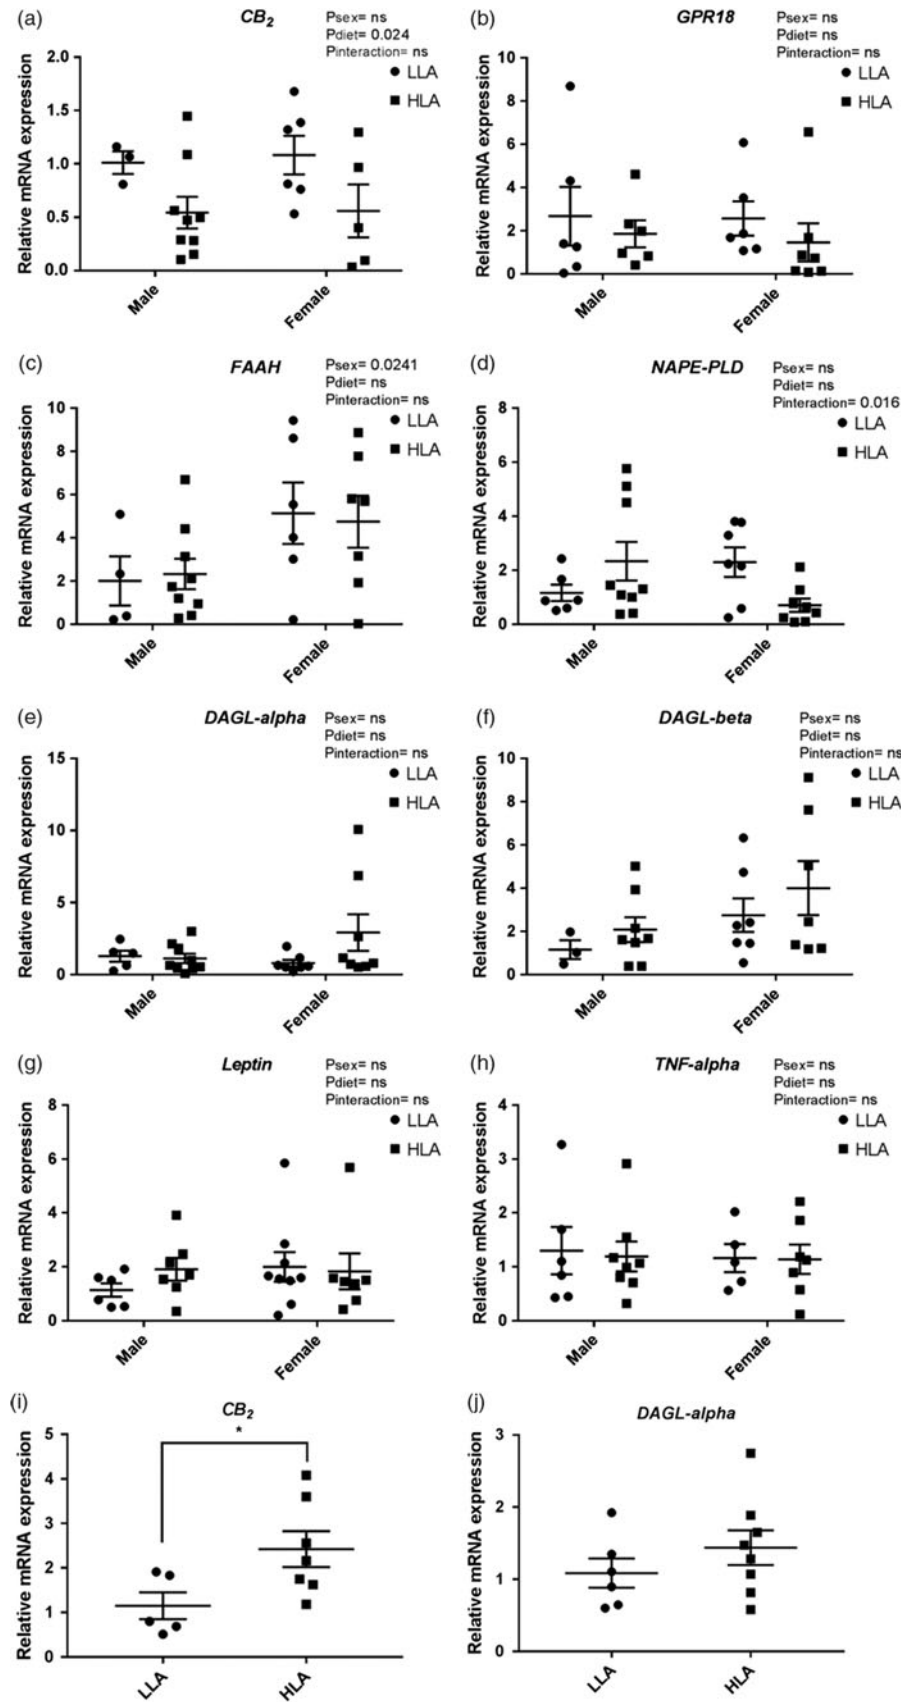 (a)
CB2
Psex= ns
Pdiet= 0.024
Pinteraction= ns
LLA
HLA
Relative mRNA expression
2.0
1.5
1.0
0.5
0.0
Male
Female
(b)
GPR18
Psex= ns
Pdiet= ns
Pinteraction= ns
LLA
HLA
Relative mRNA expression
10
8
6
4
2
0
Male
Female
(c)
FAAH
Psex= 0.0241
Pdiet= ns
Pinteraction= ns
LLA
HLA
Relative mRNA expression
10
8
6
4
2
0
Male
Female
(d)
NAPE-PLD
Psex= ns
Pdiet= ns
Pinteraction= 0.016
LLA
HLA
Relative mRNA expression
8
6
4
2
0
Male
Female
(e)
DAGL-alpha
Psex= ns
Pdiet= ns
Pinteraction= ns
LLA
HLA
Relative mRNA expression
15
10
5
0
Male
Female
(f)
DAGL-beta
Psex= ns
Pdiet= ns
Pinteraction= ns
LLA
HLA
Relative mRNA expression
10
8
6
4
2
0
Male
Female
(g)
Leptin
Psex= ns
Pdiet= ns
Pinteraction= ns
LLA
HLA
Relative mRNA expression
8
6
4
2
0
Male
Female
(h)
TNF-alpha
Psex= ns
Pdiet= ns
Pinteraction= ns
LLA
HLA
Relative mRNA expression
4
3
2
1
0
Male
Female
(i)
CB2
*
Relative mRNA expression
5
4
3
2
1
0
LLA
HLA
(j)
DAGL-alpha
Relative mRNA expression
3
2
1
0
LLA
HLA